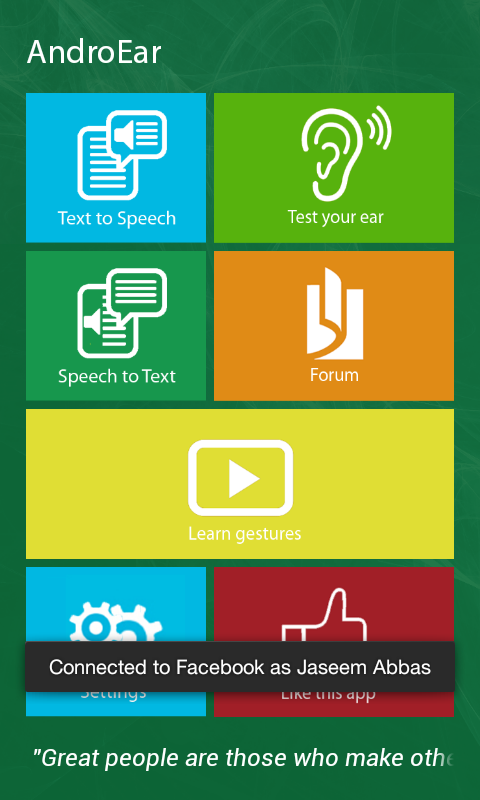 AndroEar
Text to Speech
Test your ear
Speech to Text
Forum
Learn gestures
Connected to Facebook as Jaseem Abbas
Settings
Like this app
"Great people are those who make othe